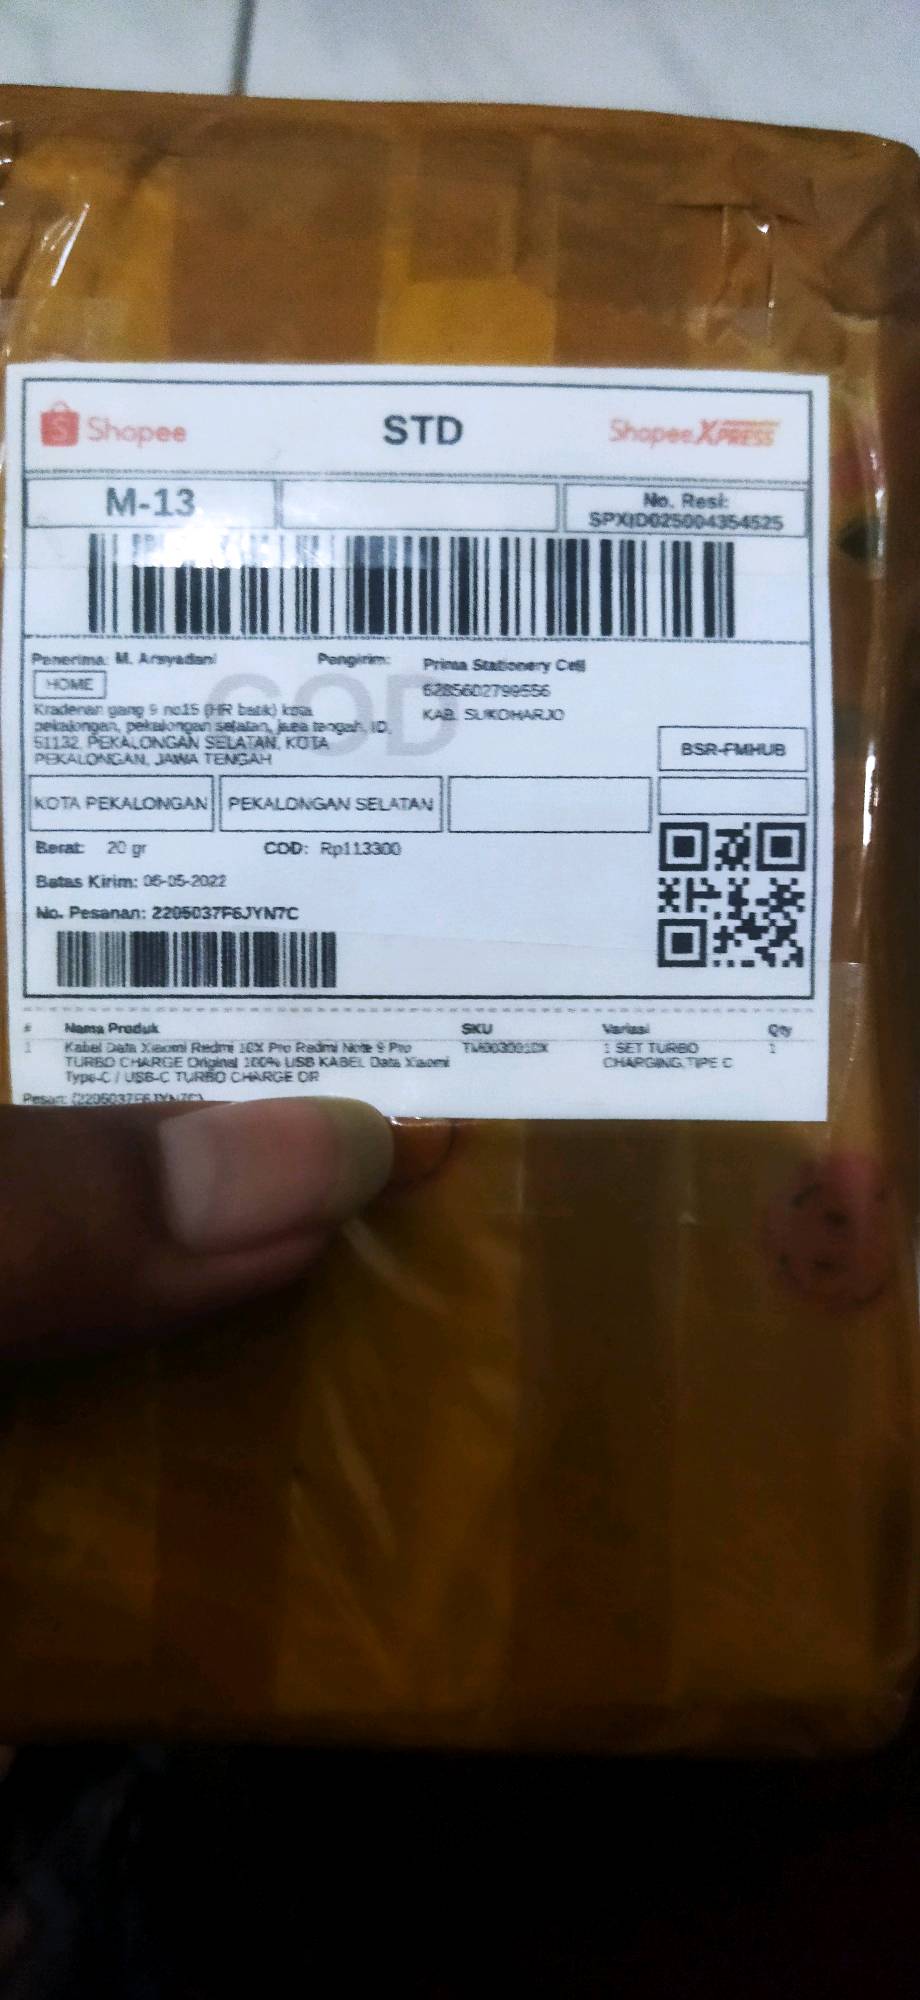 Shopee
STD
Shopee XPRESS
M-13
No. Resi:
SPXID025004354525
COD
Penerima: M. Arsyadani
HOME
Kradenan gang 9 no15 (HR batik) kota
pekalongan, pekalongan selatan, jawa tengah, ID,
51132, PEKALONGAN SELATAN, KOTA
PEKALONGAN, JAWA TENGAH
Pengirim: Prima Stationery Cell
6285602799556
KAB. SUKOHARJO
BSR-FMHUB
KOTA PEKALONGAN
PEKALONGAN SELATAN
Berat: 20 gr
COD: Rp113300
Batas Kirim: 06-05-2022
No. Pesanan: 2205037F6JYN7C
# Nama Produk SKU Variasi Qty
1 Kabel Data Xiaomi Redmi 10X Pro Redmi Note 9 Pro 1 SET TURBO 1
TURBO CHARGE Original 100% USB KABEL Data Xiaomi CHARGING,TIPE C
Type-C / USB-C TURBO CHARGE OR
Pesan: (2205037F6JYN7C)